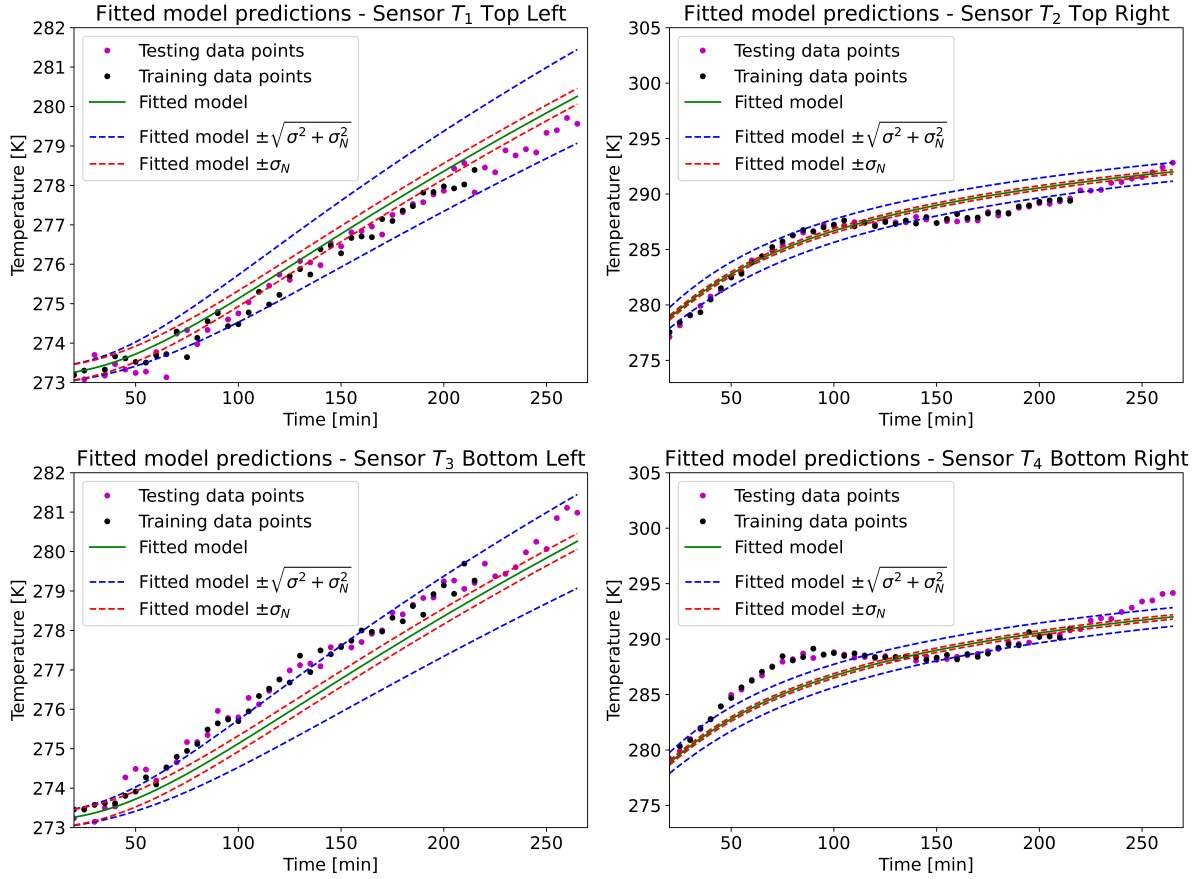 Fitted model predictions - Sensor T₁ Top Left
282
281
280
279
278
277
276
275
274
273
Temperature [K]
Testing data points
Training data points
Fitted model
Fitted model ±√(σ² + σ_N²)
Fitted model ±σ_N
50 100 150 200 250
Time [min]
Fitted model predictions - Sensor T₂ Top Right
305
300
295
290
285
280
275
Temperature [K]
Testing data points
Training data points
Fitted model
Fitted model ±√(σ² + σ_N²)
Fitted model ±σ_N
50 100 150 200 250
Time [min]
Fitted model predictions - Sensor T₃ Bottom Left
282
281
280
279
278
277
276
275
274
273
Temperature [K]
Testing data points
Training data points
Fitted model
Fitted model ±√(σ² + σ_N²)
Fitted model ±σ_N
50 100 150 200 250
Time [min]
Fitted model predictions - Sensor T₄ Bottom Right
305
300
295
290
285
280
275
Temperature [K]
Testing data points
Training data points
Fitted model
Fitted model ±√(σ² + σ_N²)
Fitted model ±σ_N
50 100 150 200 250
Time [min]